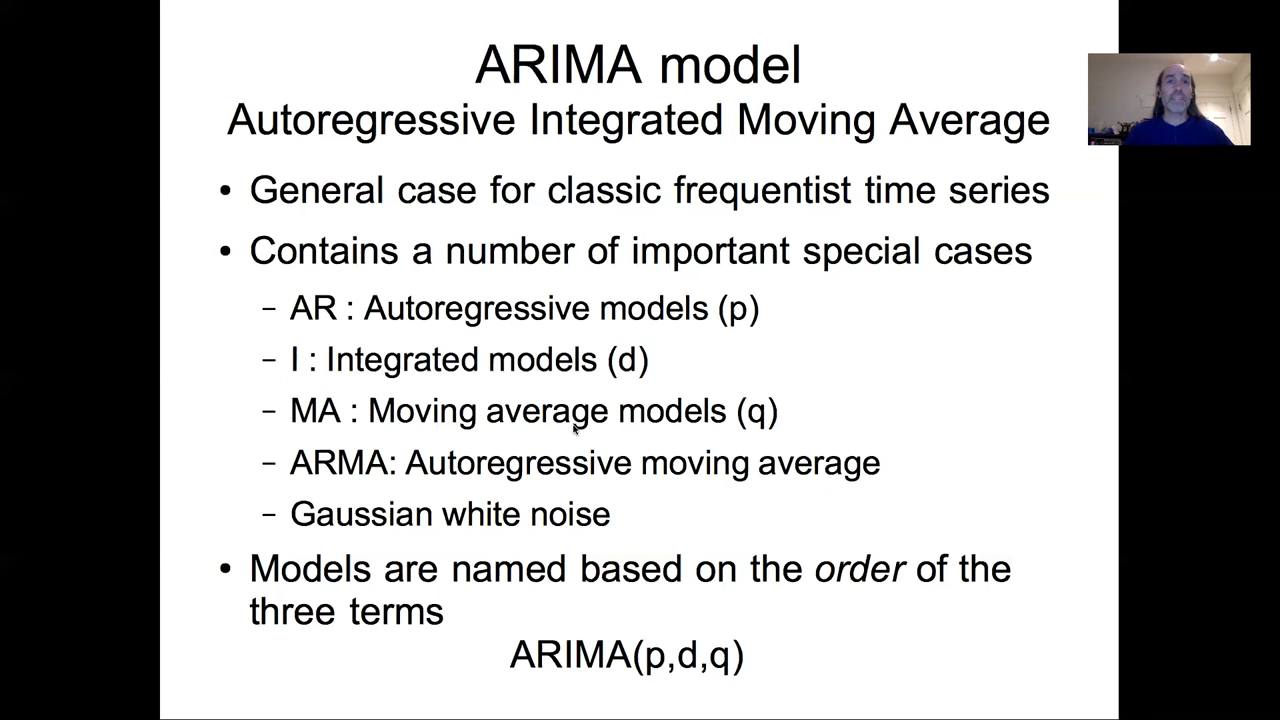 ARIMA model
Autoregressive Integrated Moving Average
• General case for classic frequentist time series
• Contains a number of important special cases
– AR : Autoregressive models (p)
– I : Integrated models (d)
– MA : Moving average models (q)
– ARMA: Autoregressive moving average
– Gaussian white noise
• Models are named based on the order of the
three terms
ARIMA(p,d,q)